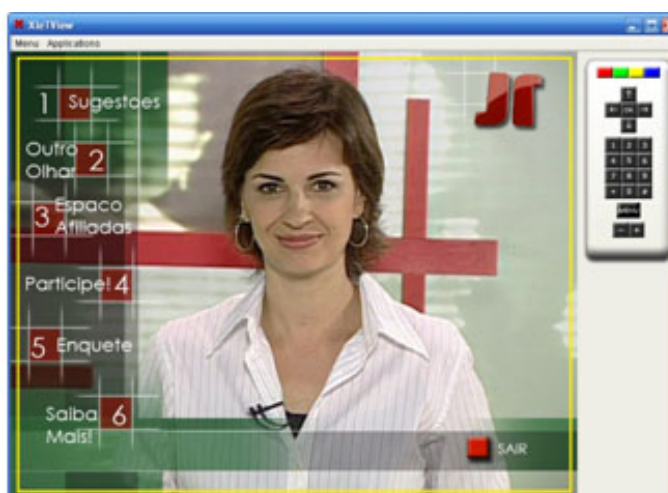 XleTView
Menu Applications
1 Sugestoes
Outro
Olhar 2
3 Espaco
Afiliadas
Participe! 4
5 Enquete
Saiba
Mais! 6
SAIR